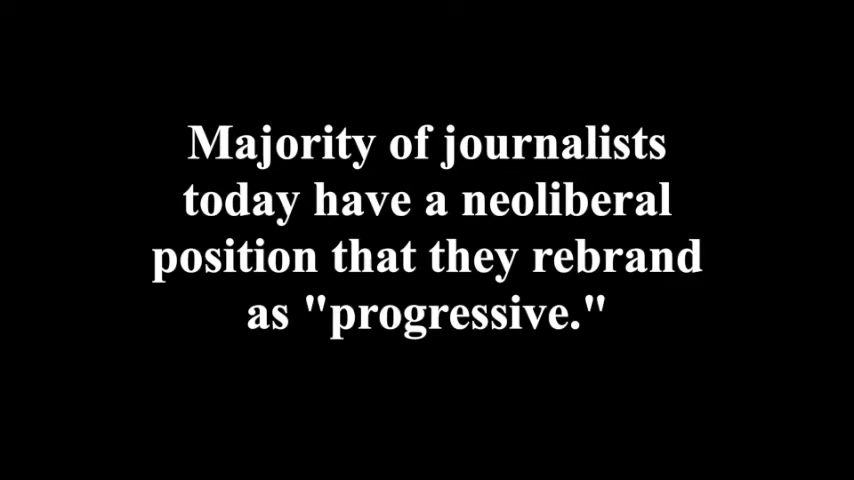 Majority of journalists
today have a neoliberal
position that they rebrand
as "progressive."